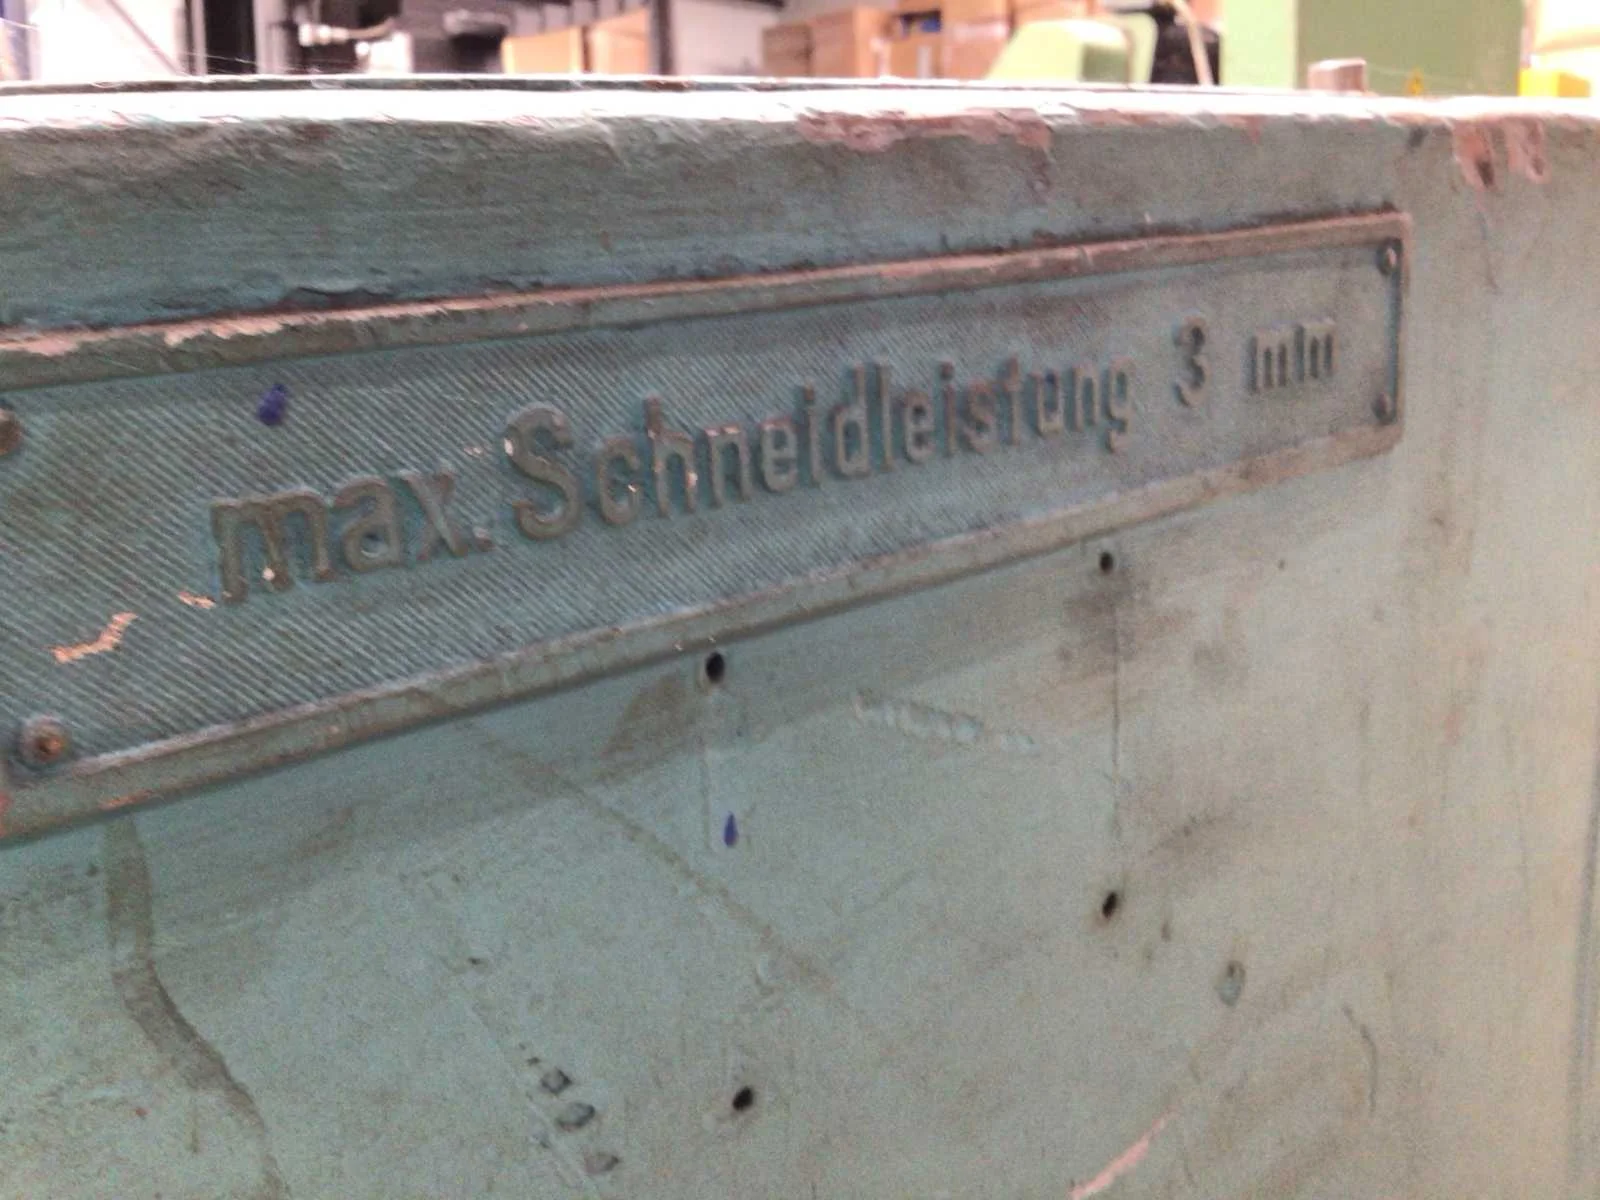 max. Schneidleistung 3 mm